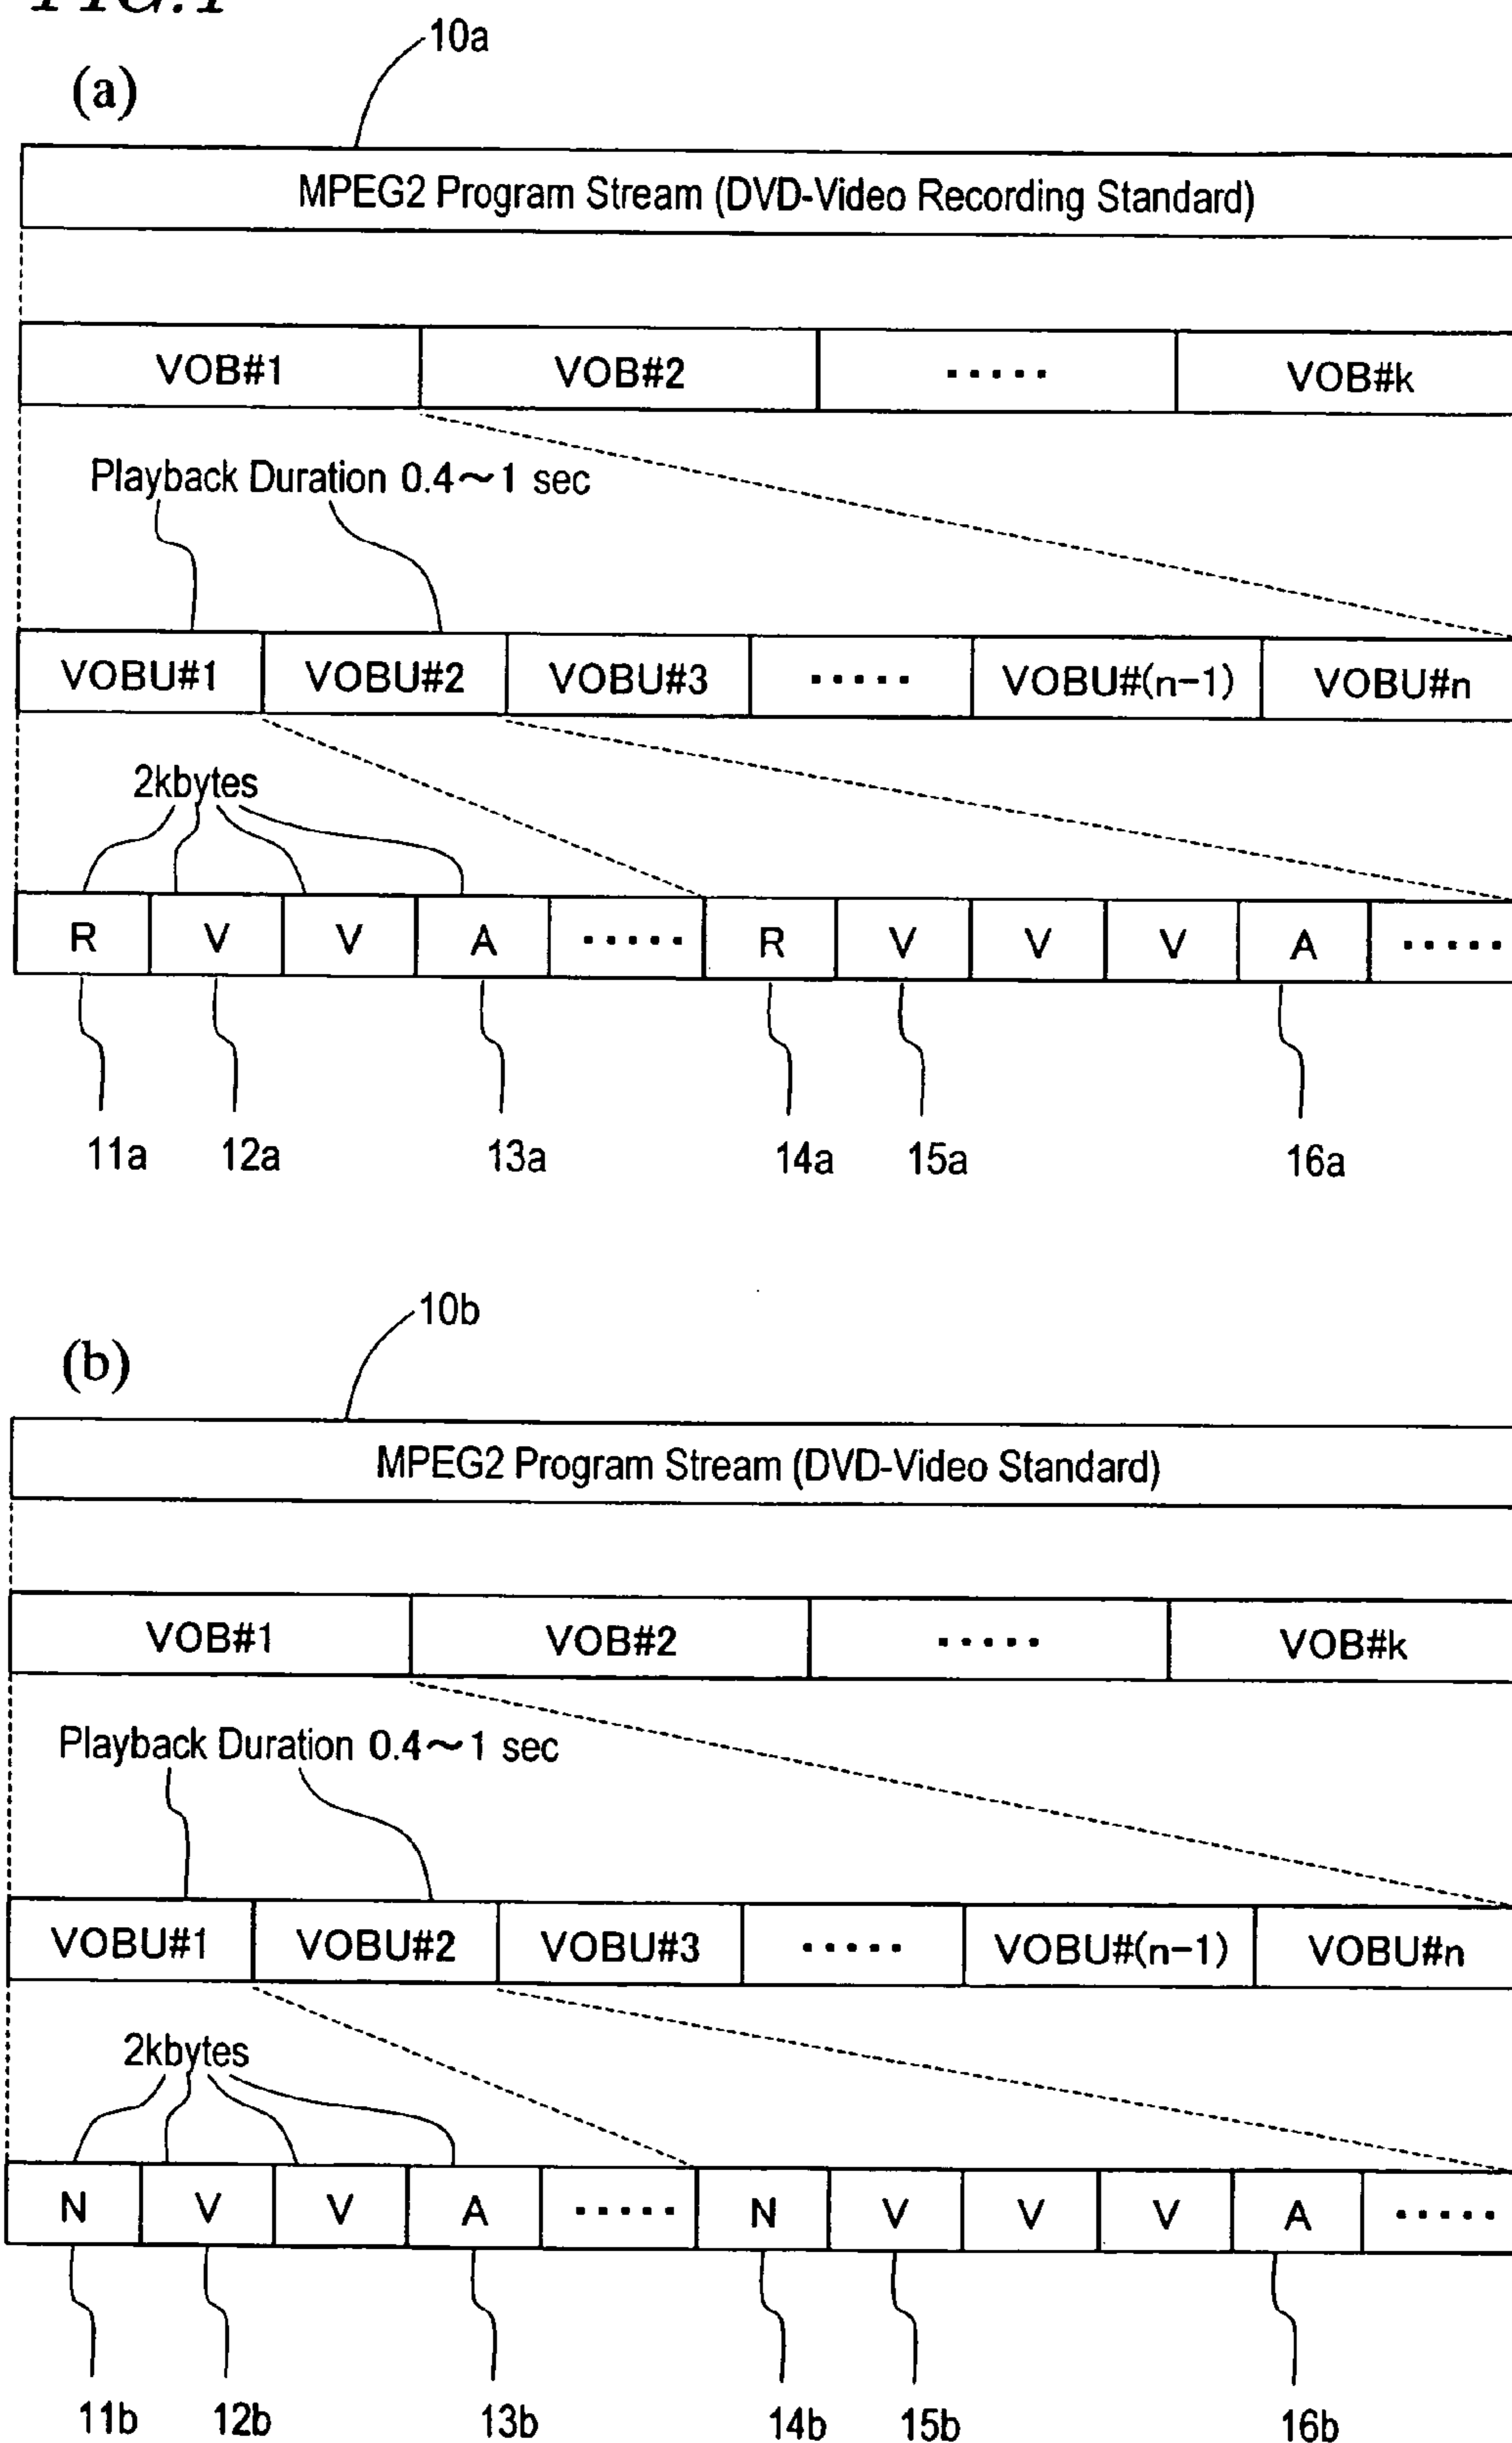 FIG.1
10a
(a)
MPEG2 Program Stream (DVD-Video Recording Standard)
VOB#1 VOB#2 ····· VOB#k
Playback Duration 0.4～1 sec
VOBU#1 VOBU#2 VOBU#3 ····· VOBU#(n-1) VOBU#n
2kbytes
R V V A ····· R V V V A ·····
11a 12a 13a 14a 15a 16a
10b
(b)
MPEG2 Program Stream (DVD-Video Standard)
VOB#1 VOB#2 ····· VOB#k
Playback Duration 0.4～1 sec
VOBU#1 VOBU#2 VOBU#3 ····· VOBU#(n-1) VOBU#n
2kbytes
N V V A ····· N V V V A ·····
11b 12b 13b 14b 15b 16b